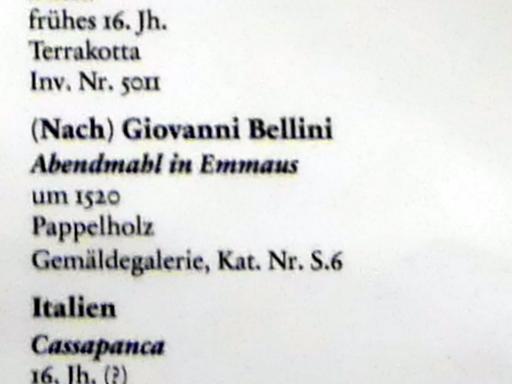 frühes 16. Jh.
Terrakotta
Inv. Nr. 5011
(Nach) Giovanni Bellini
Abendmahl in Emmaus
um 1520
Pappelholz
Gemäldegalerie, Kat. Nr. S.6
Italien
Cassapanca
16. Jh. (?)